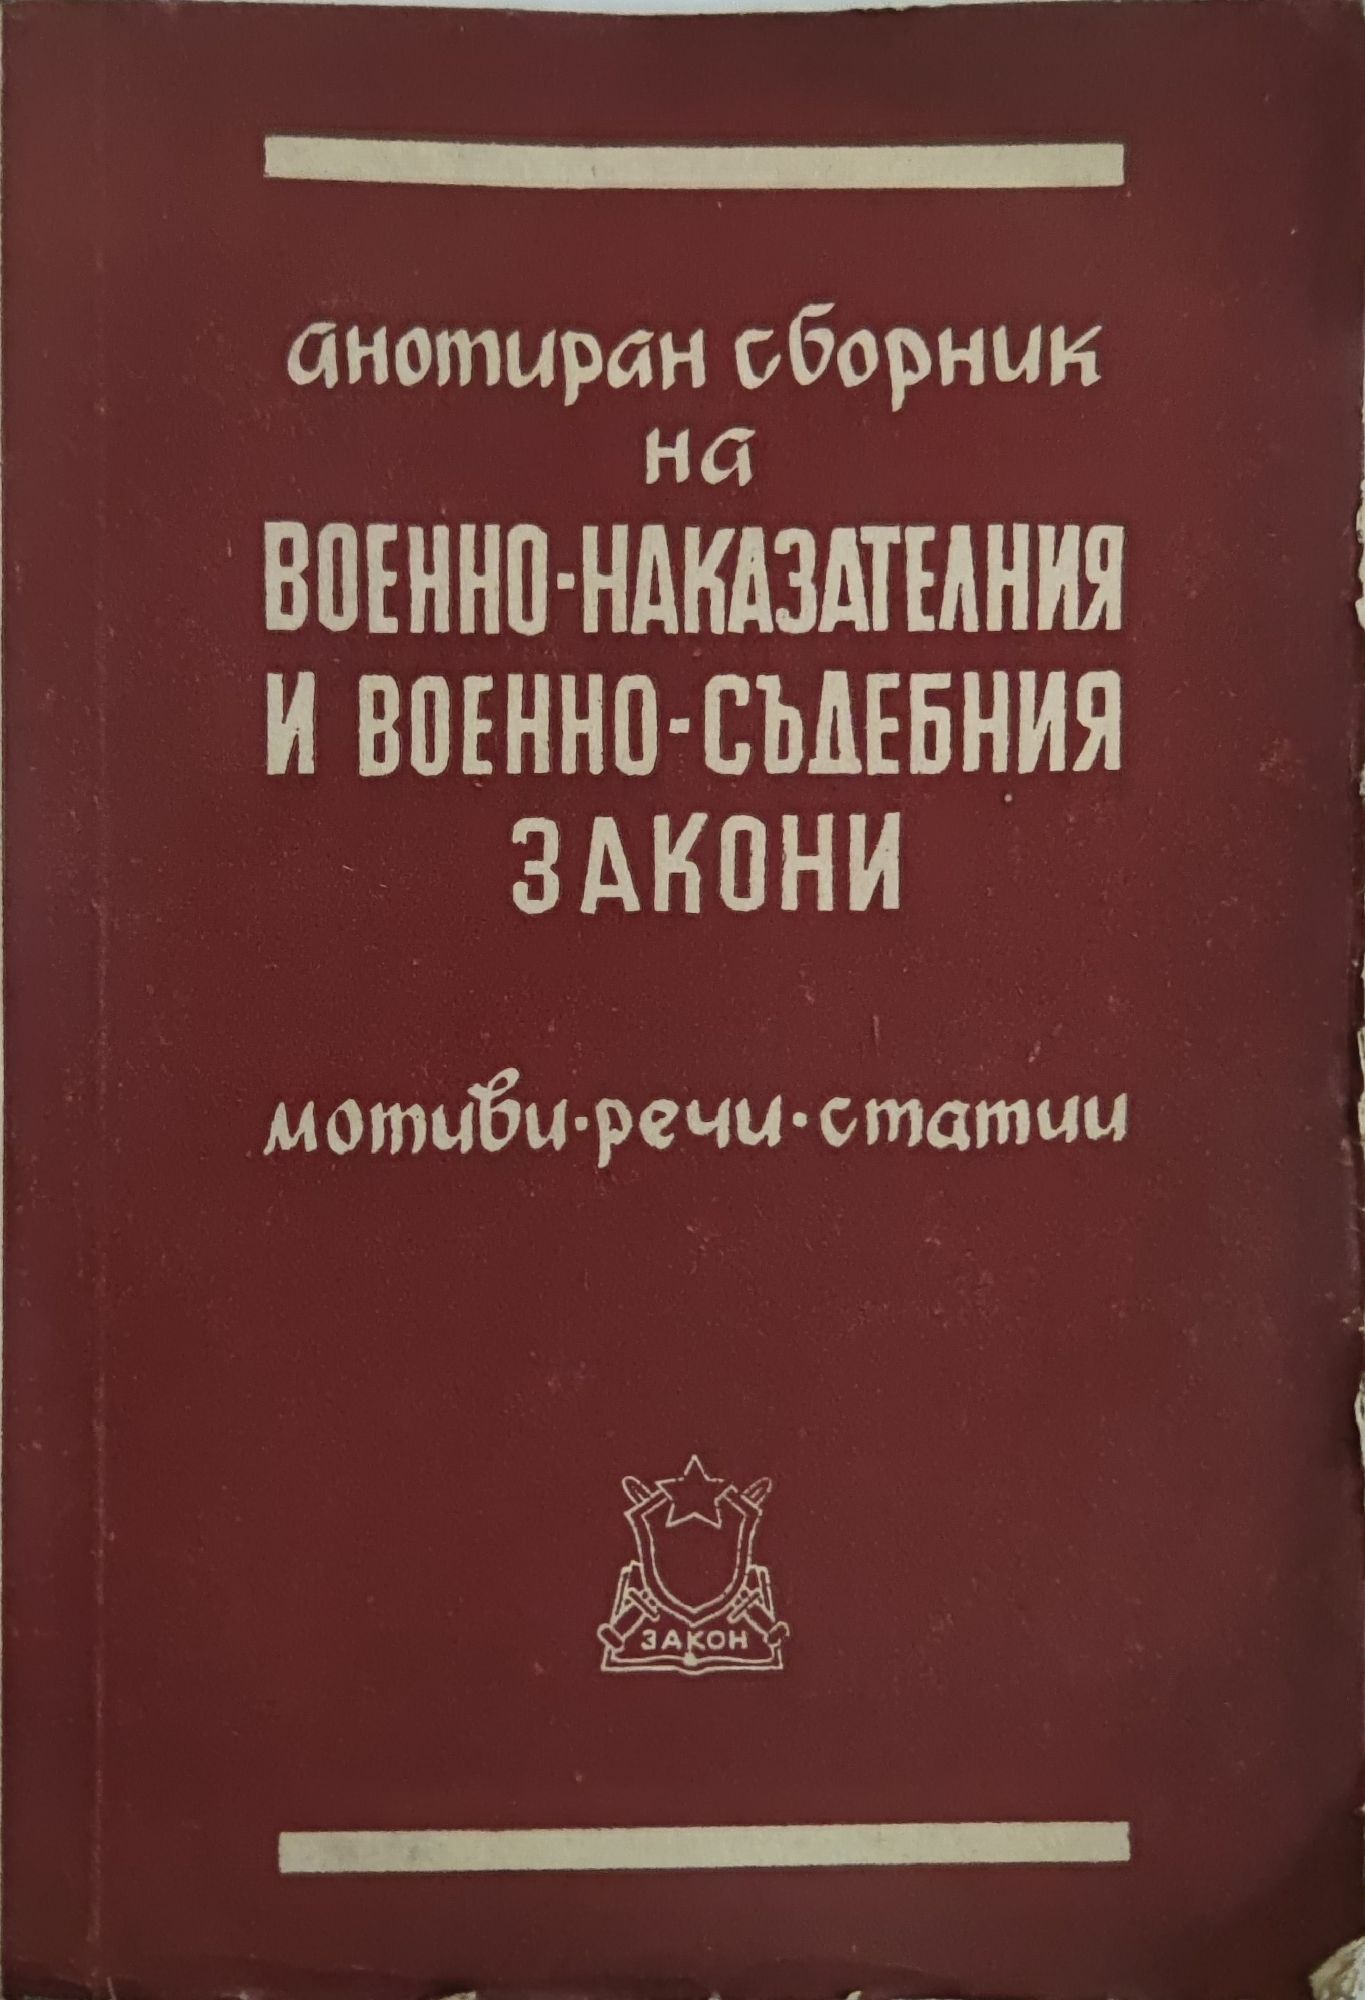 анотиран сборник
на
ВОЕННО-НАКАЗАТЕЛНИЯ
И ВОЕННО-СЪДЕБНИЯ
ЗАКОНИ
мотиви·речи·статии
ЗАКОН